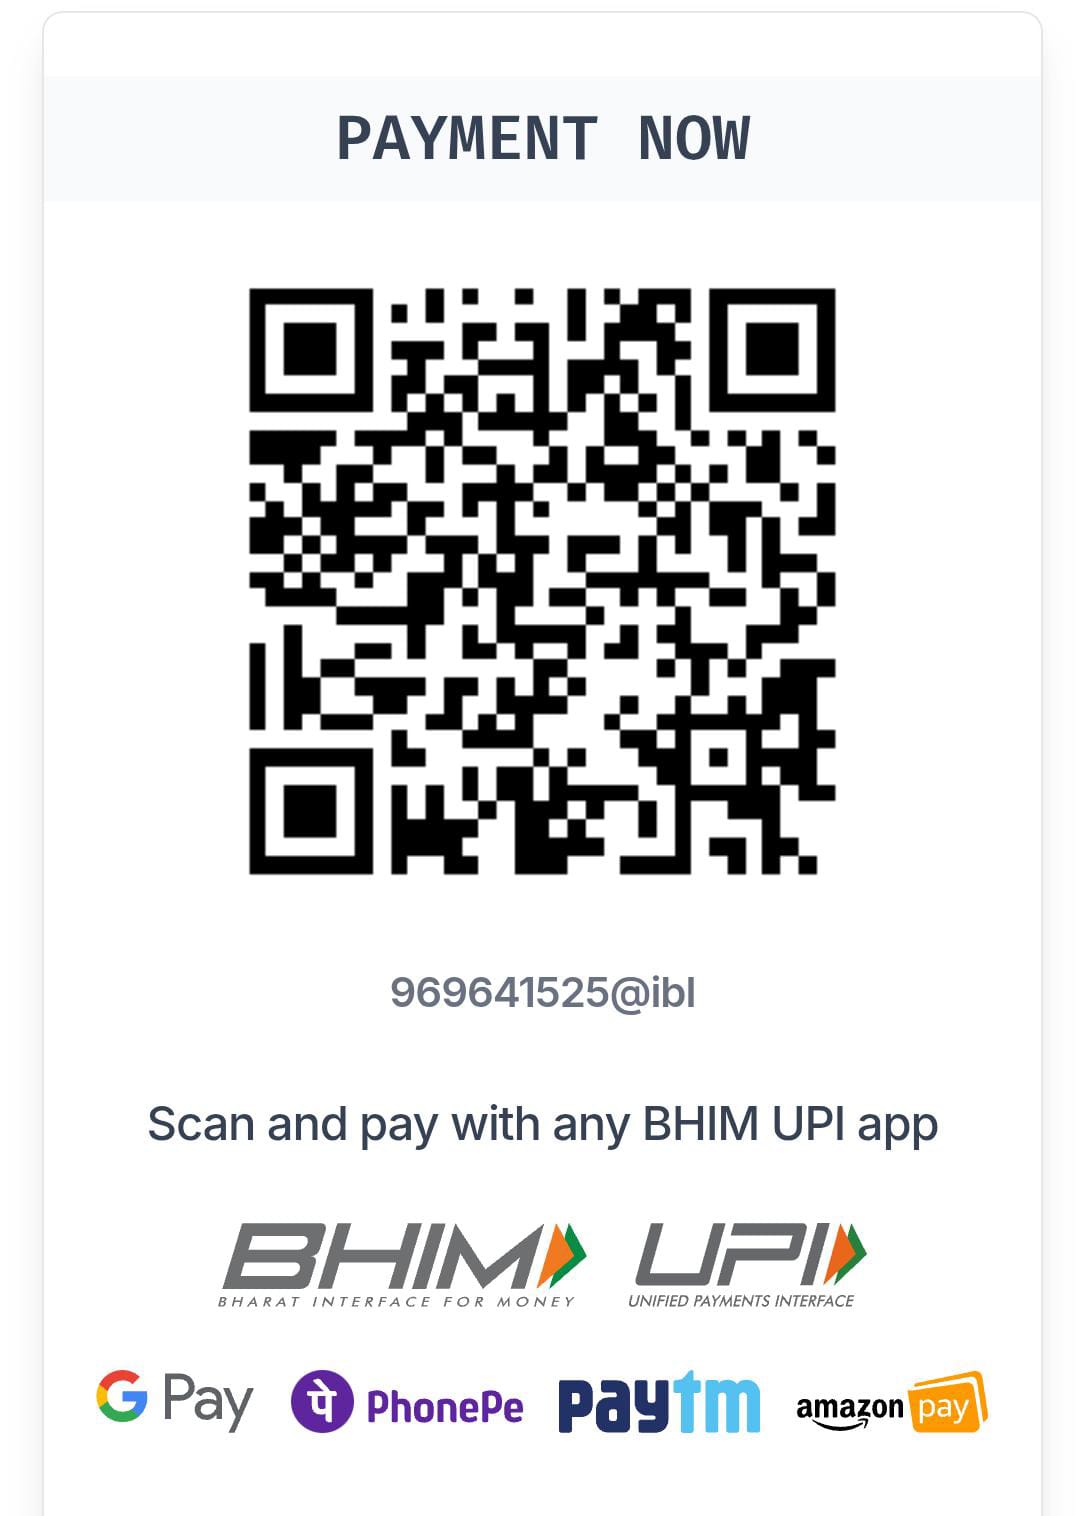 PAYMENT NOW
969641525@ibl
Scan and pay with any BHIM UPI app
BHIM UPI
BHARAT INTERFACE FOR MONEY UNIFIED PAYMENTS INTERFACE
G Pay पे PhonePe paytm amazon pay